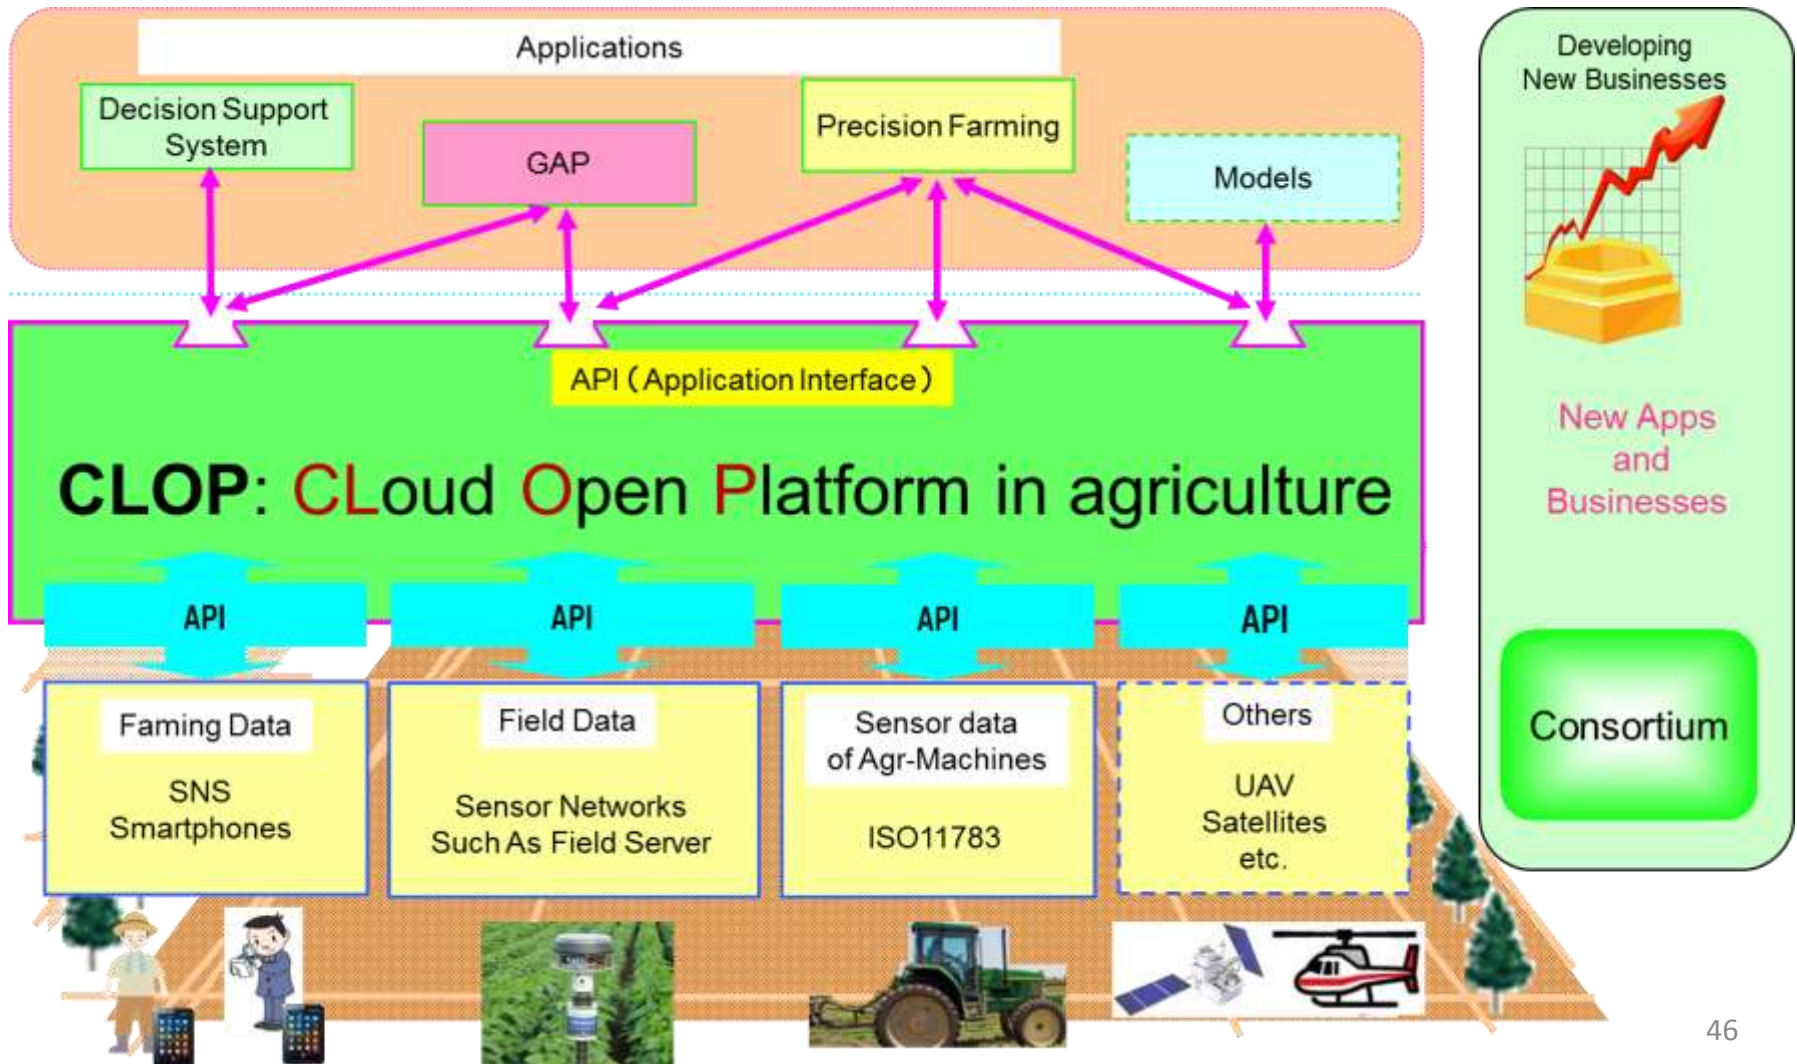 Applications
Decision Support
System
GAP
Precision Farming
Models
API（Application Interface）
CLOP: CLoud Open Platform in agriculture
API
API
API
API
Faming Data
SNS
Smartphones
Field Data
Sensor Networks
Such As Field Server
Sensor data
of Agr-Machines
ISO11783
Others
UAV
Satellites
etc.
Developing
New Businesses
New Apps
and
Businesses
Consortium
46